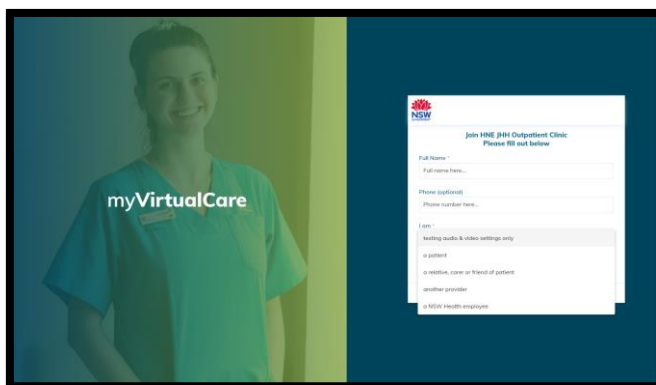 myVirtualCare
NSW
Join HNE JHH Outpatient Clinic
Please fill out below
Full Name *
Full name here...
Phone (optional)
Phone number here...
I am *
testing audio & video settings only
a patient
a relative, carer or friend of patient
another provider
a NSW Health employee